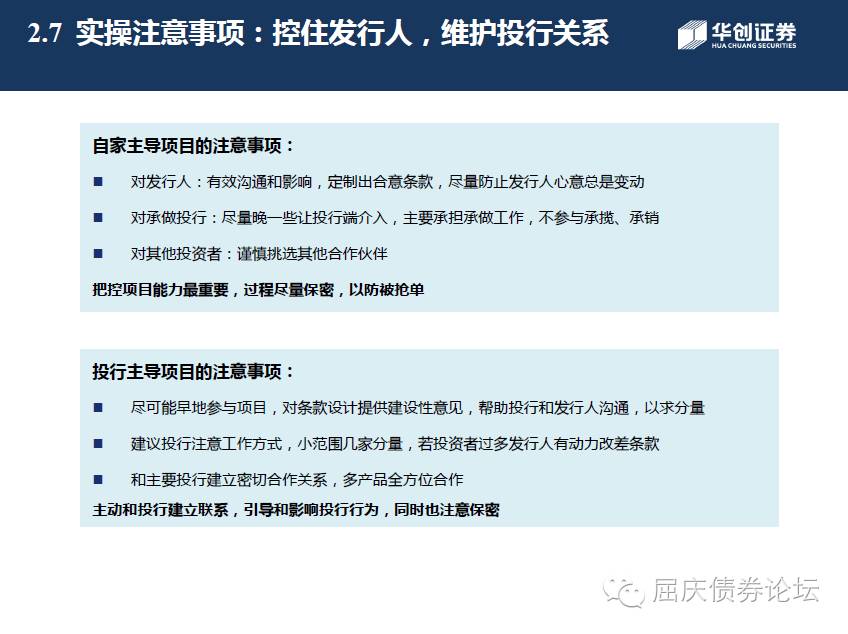 2.7 实操注意事项：控住发行人，维护投行关系
华创证券
HUA CHUANG SECURITIES
自家主导项目的注意事项：
■ 对发行人：有效沟通和影响，定制出合意条款，尽量防止发行人心意总是变动
■ 对承做投行：尽量晚一些让投行端介入，主要承担承做工作，不参与承揽、承销
■ 对其他投资者：谨慎挑选其他合作伙伴
把控项目能力最重要，过程尽量保密，以防被抢单
投行主导项目的注意事项：
■ 尽可能早地参与项目，对条款设计提供建设性意见，帮助投行和发行人沟通，以求分量
■ 建议投行注意工作方式，小范围几家分量，若投资者过多发行人有动力改差条款
■ 和主要投行建立密切合作关系，多产品全方位合作
主动和投行建立联系，引导和影响投行行为，同时也注意保密
屈庆债券论坛